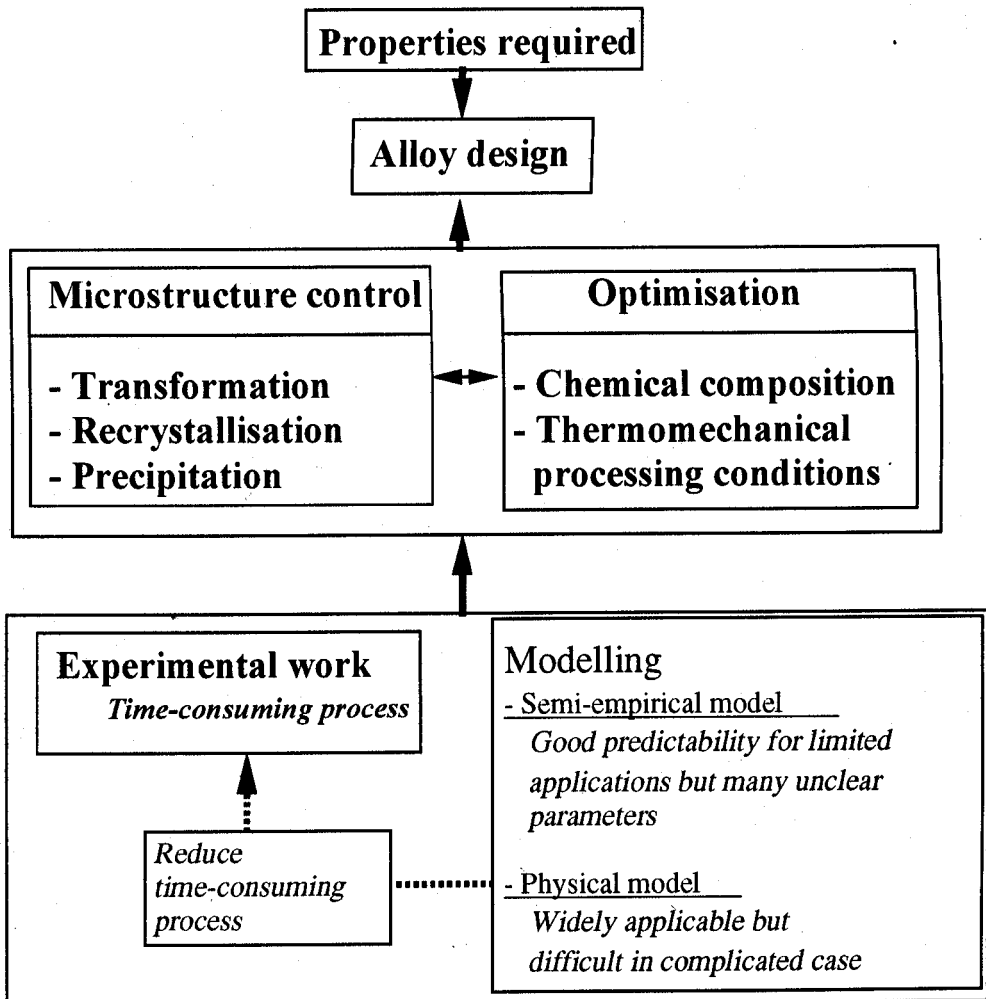 Properties required
Alloy design
Microstructure control
- Transformation
- Recrystallisation
- Precipitation
Optimisation
- Chemical composition
- Thermomechanical
processing conditions
Experimental work
Time-consuming process
Reduce
time-consuming
process
Modelling
- Semi-empirical model
Good predictability for limited
applications but many unclear
parameters
- Physical model
Widely applicable but
difficult in complicated case